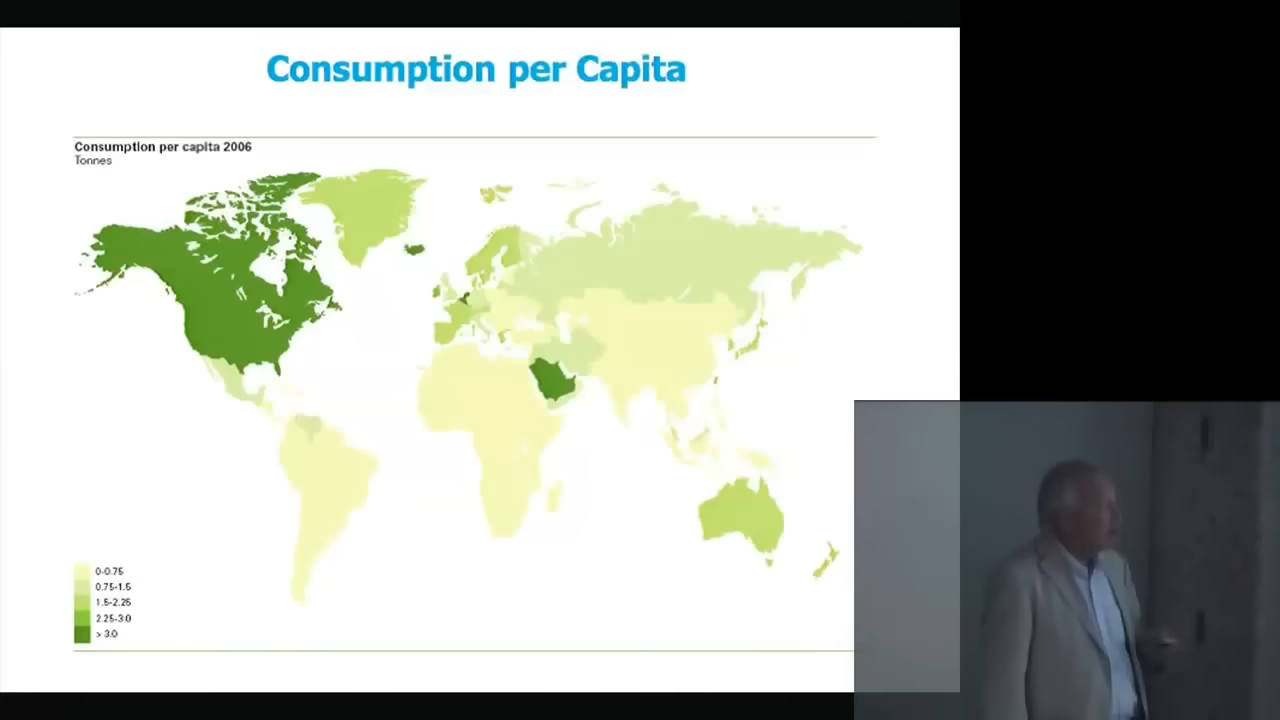 Consumption per Capita
Consumption per capita 2006
Tonnes
0-0.75
0.75-1.5
1.5-2.25
2.25-3.0
> 3.0